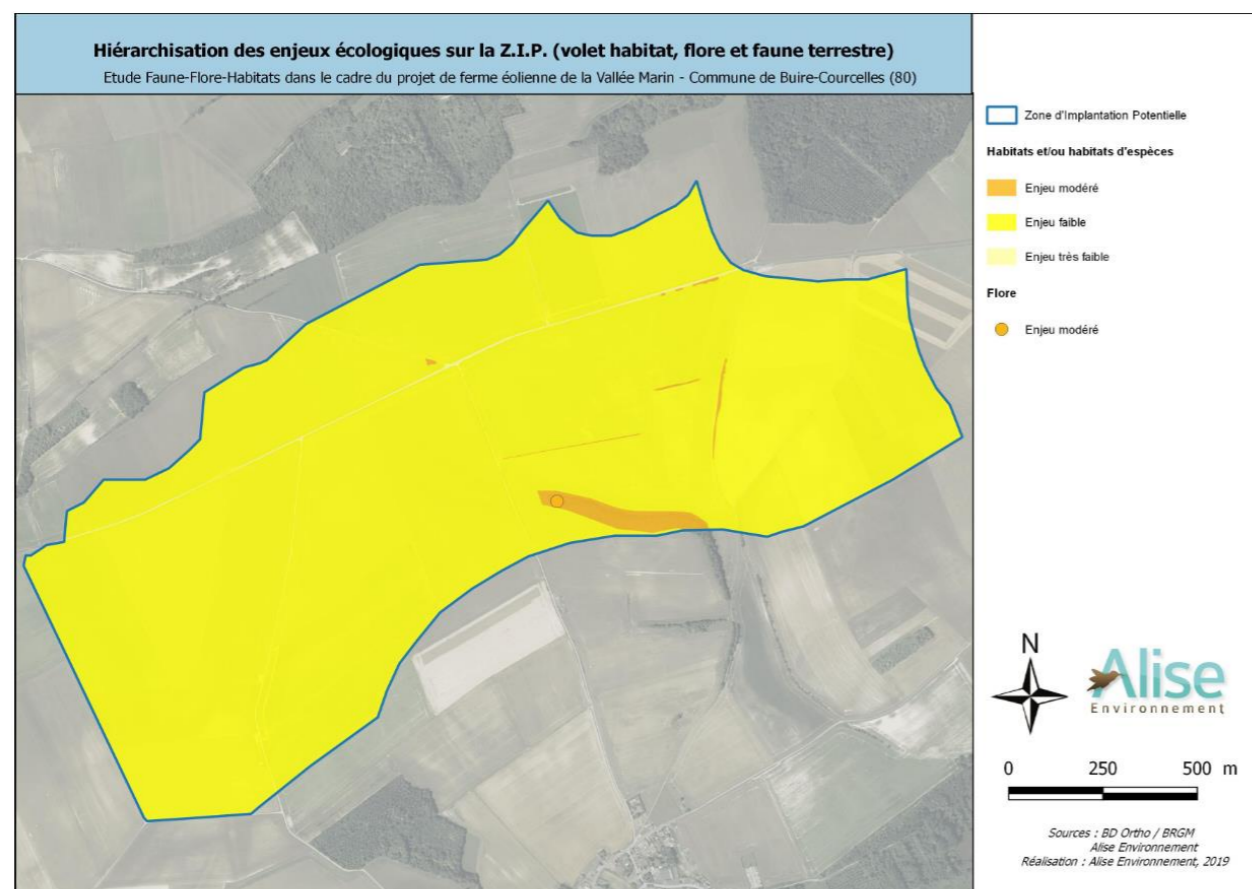 Hiérarchisation des enjeux écologiques sur la Z.I.P. (volet habitat, flore et faune terrestre)
Etude Faune-Flore-Habitats dans le cadre du projet de ferme éolienne de la Vallée Marin - Commune de Buire-Courcelles (80)
Zone d'Implantation Potentielle
Habitats et/ou habitats d'espèces
Enjeu modéré
Enjeu faible
Enjeu très faible
Flore
Enjeu modéré
N
Alise
Environnement
0 250 500 m
Sources : BD Ortho / BRGM
Alise Environnement
Réalisation : Alise Environnement, 2019